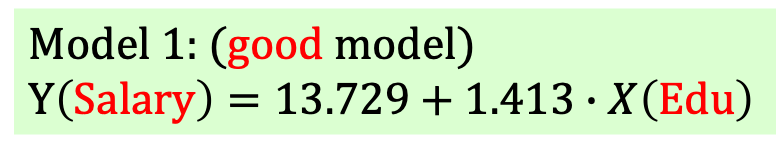 Model 1: (good model)
Y(Salary) = 13.729 + 1.413 · X(Edu)